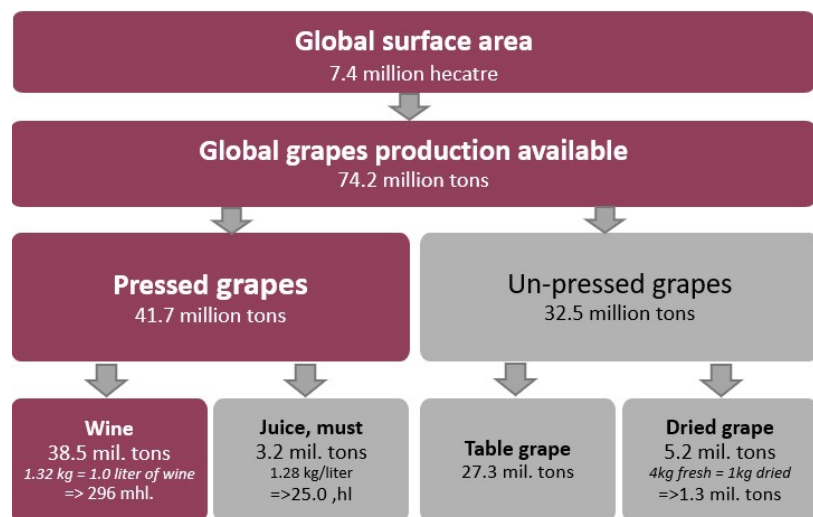 Global surface area
7.4 million hecatre
Global grapes production available
74.2 million tons
Pressed grapes
41.7 million tons
Un-pressed grapes
32.5 million tons
Wine
38.5 mil. tons
1.32 kg = 1.0 liter of wine
=> 296 mhl.
Juice, must
3.2 mil. tons
1.28 kg/liter
=>25.0 ,hl
Table grape
27.3 mil. tons
Dried grape
5.2 mil. tons
4kg fresh = 1kg dried
=>1.3 mil. tons